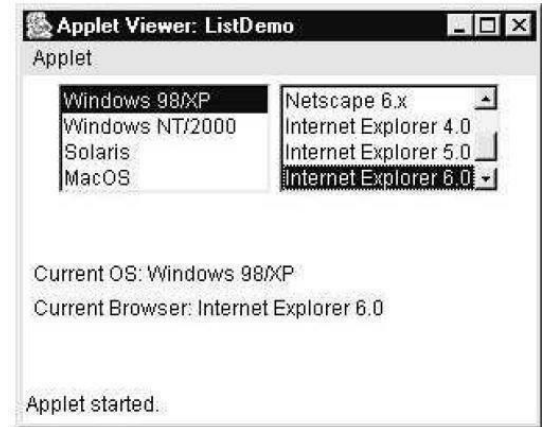 Applet Viewer: ListDemo
Applet
Windows 98/XP
Windows NT/2000
Solaris
MacOS
Netscape 6.x
Internet Explorer 4.0
Internet Explorer 5.0
Internet Explorer 6.0
Current OS: Windows 98/XP
Current Browser: Internet Explorer 6.0
Applet started.